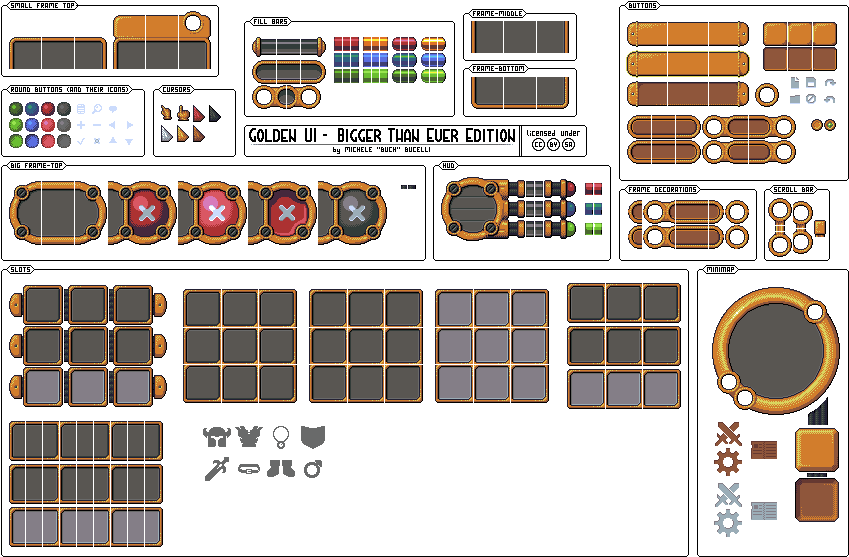 Small Frame Top
Fill Bars
Frame-Middle
Buttons
Frame-Bottom
Round Buttons (and their icons)
Cursors
Golden UI - Bigger Than Ever Edition
by Michele "Buch" Bucelli
licensed under
CC BY SA
Big Frame-Top
HUD
Frame Decorations
Scroll Bar
Slots
Minimap